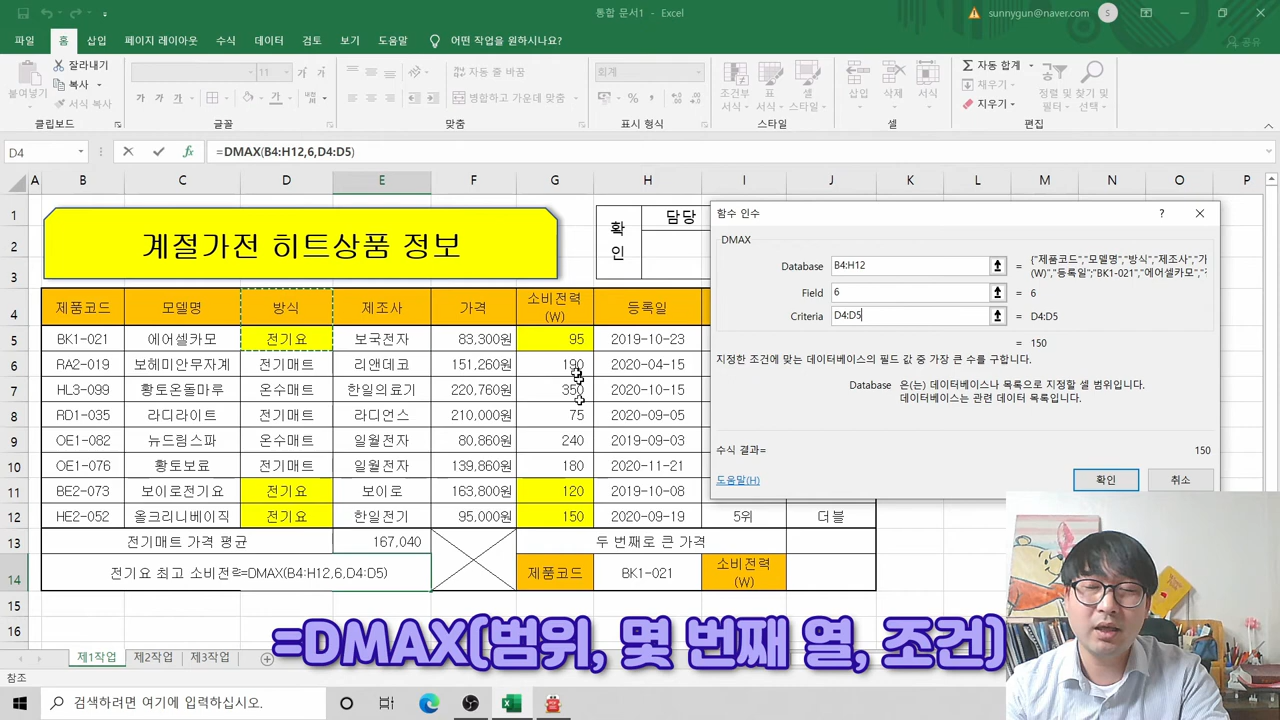 통합 문서1 - Excel
sunnygun@naver.com
S
파일
홈
삽입
페이지 레이아웃
수식
데이터
검토
보기
도움말
어떤 작업을 원하시나요?
공유
붙여넣기
잘라내기
복사
서식 복사
11
가 가 가
자동 줄 바꿈
병합하고 가운데 맞춤
회계
조건부 서식
표 서식
셀 스타일
삽입
삭제
서식
자동 합계
채우기
지우기
정렬 및 필터
찾기 및 선택
클립보드
글꼴
맞춤
표시 형식
스타일
셀
편집
D4
=DMAX(B4:H12,6,D4:D5)
A B C D E F G H I J K L M N O P
1
2
3
계절가전 히트상품 정보
확인
담당
4 제품코드 모델명 방식 제조사 가격 소비전력(W) 등록일
5 BK1-021 에어셀카모 전기요 보국전자 83,300원 95 2019-10-23
6 RA2-019 보헤미안무자계 전기매트 리앤데코 151,260원 190 2020-04-15
7 HL3-099 황토온돌마루 온수매트 한일의료기 220,760원 350 2020-10-15
8 RD1-035 라디라이트 전기매트 라디언스 210,000원 75 2020-09-05
9 OE1-082 뉴드림스파 온수매트 일월전자 80,860원 240 2019-09-03
10 OE1-076 황토보료 전기매트 일월전자 139,860원 180 2020-11-21
11 BE2-073 보이로전기요 전기요 보이로 163,800원 120 2019-10-08
12 HE2-052 올크리니베이직 전기요 한일전기 95,000원 150 2020-09-19 5위 더블
13 전기매트 가격 평균 167,040 두 번째로 큰 가격
14 전기요 최고 소비전력 =DMAX(B4:H12,6,D4:D5) 제품코드 BK1-021 소비전력(W)
15
16
함수 인수
?
DMAX
Database B4:H12 = {"제품코드","모델명","방식","제조사","가
(W)","등록일";"BK1-021","에어셀카모","
Field 6 = 6
Criteria D4:D5 = D4:D5
= 150
지정한 조건에 맞는 데이터베이스의 필드 값 중 가장 큰 수를 구합니다.
Database 은(는) 데이터베이스나 목록으로 지정할 셀 범위입니다.
데이터베이스는 관련 데이터 목록입니다.
수식 결과= 150
도움말(H)
확인
취소
=DMAX(범위, 몇 번째 열, 조건)
제1작업
제2작업
제3작업
참조
검색하려면 여기에 입력하십시오.